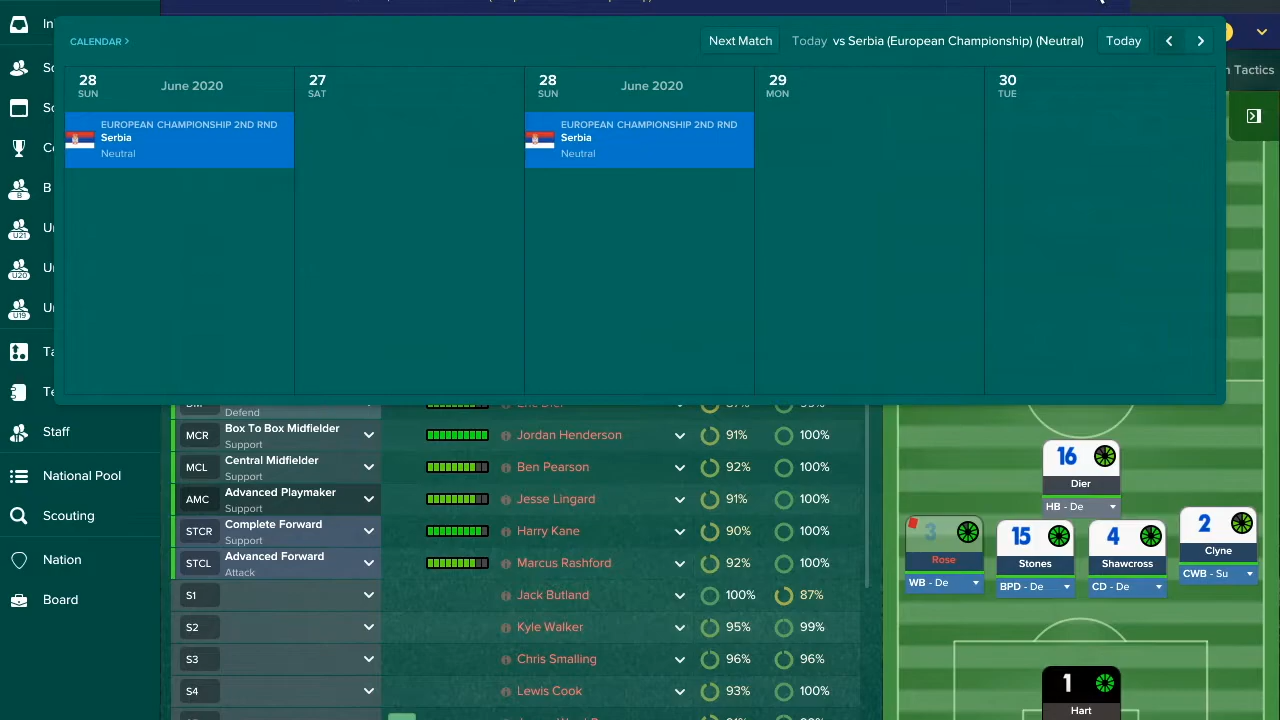 In
CALENDAR >
Next Match
Today vs Serbia (European Championship) (Neutral)
Today
28
SUN
June 2020
27
SAT
28
SUN
June 2020
29
MON
30
TUE
EUROPEAN CHAMPIONSHIP 2ND RND
Serbia
Neutral
EUROPEAN CHAMPIONSHIP 2ND RND
Serbia
Neutral
Tactics
B
B
U21
U20
U19
Staff
National Pool
Scouting
Nation
Board
Defend
MCR Box To Box Midfielder Jordan Henderson 91% 100%
Support
MCL Central Midfielder Ben Pearson 92% 100%
Support
AMC Advanced Playmaker Jesse Lingard 91% 100%
Support
STCR Complete Forward Harry Kane 90% 100%
Support
STCL Advanced Forward Marcus Rashford 92% 100%
Attack
S1 Jack Butland 100% 87%
S2 Kyle Walker 95% 99%
S3 Chris Smalling 96% 96%
S4 Lewis Cook 93% 100%
16
Dier
HB - De
3
Rose
WB - De
15
Stones
BPD - De
4
Shawcross
CD - De
2
Clyne
CWB - Su
1
Hart